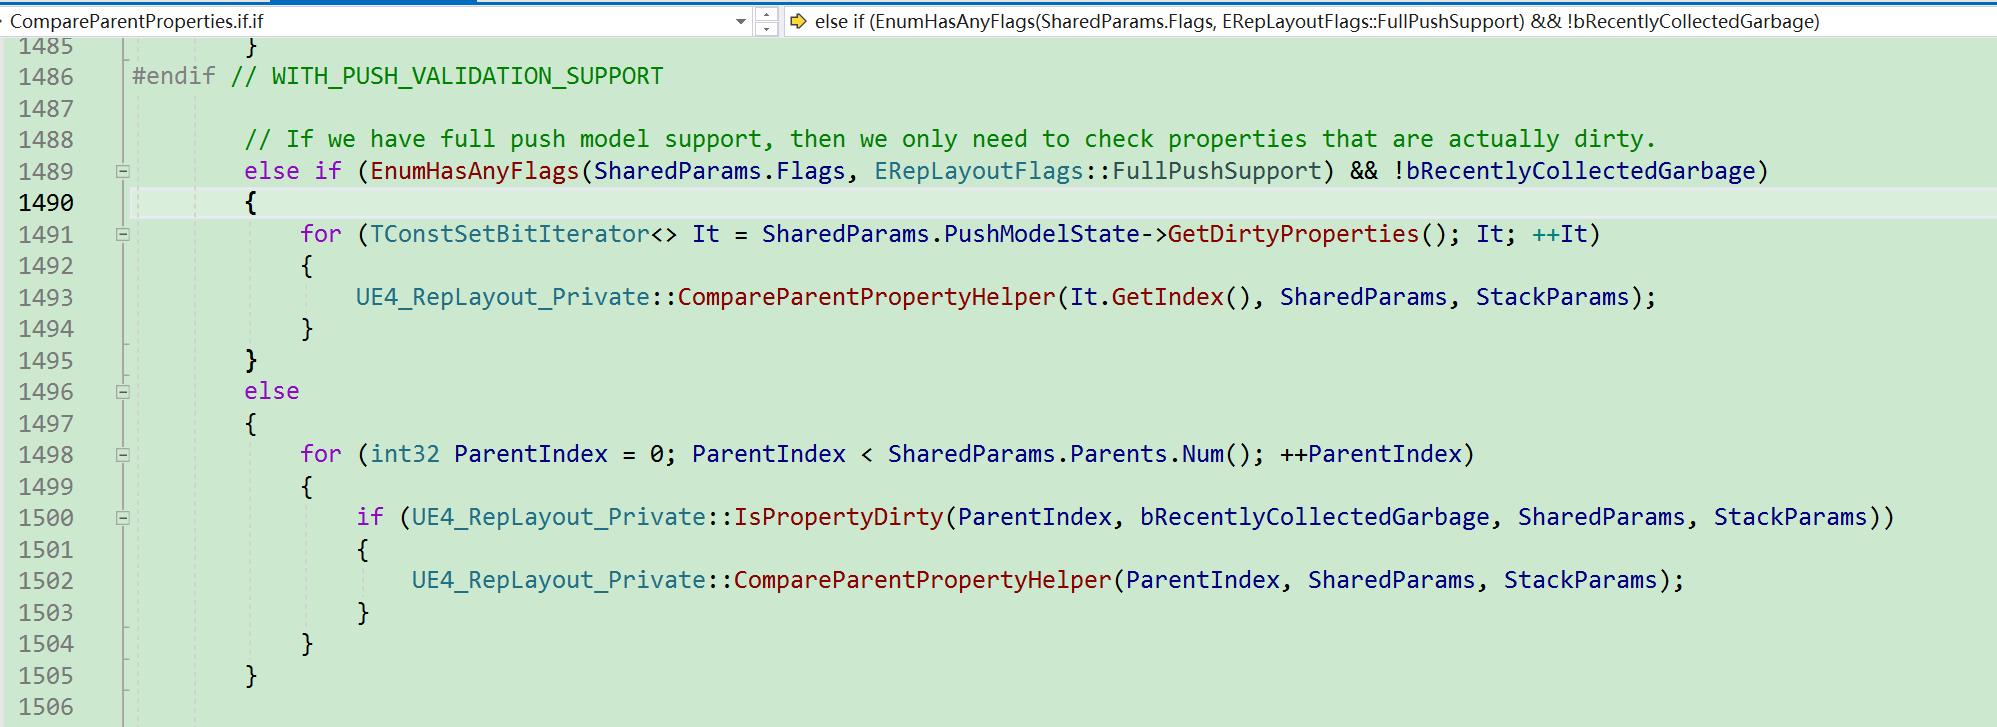 CompareParentProperties.if.if
else if (EnumHasAnyFlags(SharedParams.Flags, ERepLayoutFlags::FullPushSupport) && !bRecentlyCollectedGarbage)
1485 }
1486 #endif // WITH_PUSH_VALIDATION_SUPPORT
1487
1488 // If we have full push model support, then we only need to check properties that are actually dirty.
1489 else if (EnumHasAnyFlags(SharedParams.Flags, ERepLayoutFlags::FullPushSupport) && !bRecentlyCollectedGarbage)
1490 {
1491 for (TConstSetBitIterator<> It = SharedParams.PushModelState->GetDirtyProperties(); It; ++It)
1492 {
1493 UE4_RepLayout_Private::CompareParentPropertyHelper(It.GetIndex(), SharedParams, StackParams);
1494 }
1495 }
1496 else
1497 {
1498 for (int32 ParentIndex = 0; ParentIndex < SharedParams.Parents.Num(); ++ParentIndex)
1499 {
1500 if (UE4_RepLayout_Private::IsPropertyDirty(ParentIndex, bRecentlyCollectedGarbage, SharedParams, StackParams))
1501 {
1502 UE4_RepLayout_Private::CompareParentPropertyHelper(ParentIndex, SharedParams, StackParams);
1503 }
1504 }
1505 }
1506